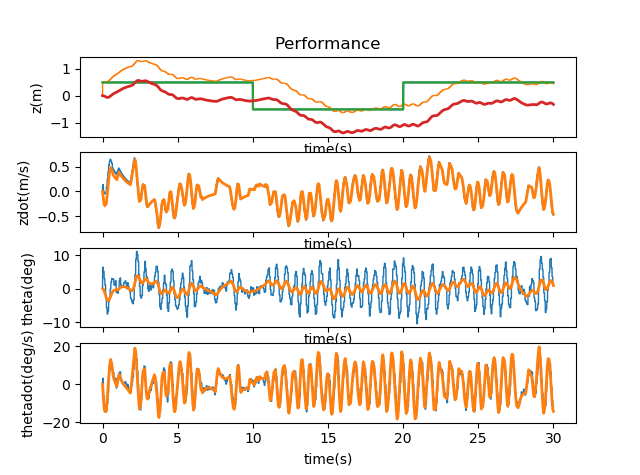 Performance
z(m)
1
0
−1
time(s)
zdot(m/s)
0.5
0.0
−0.5
time(s)
theta(deg)
10
0
−10
time(s)
thetadot(deg/s)
20
0
−20
0 5 10 15 20 25 30
time(s)